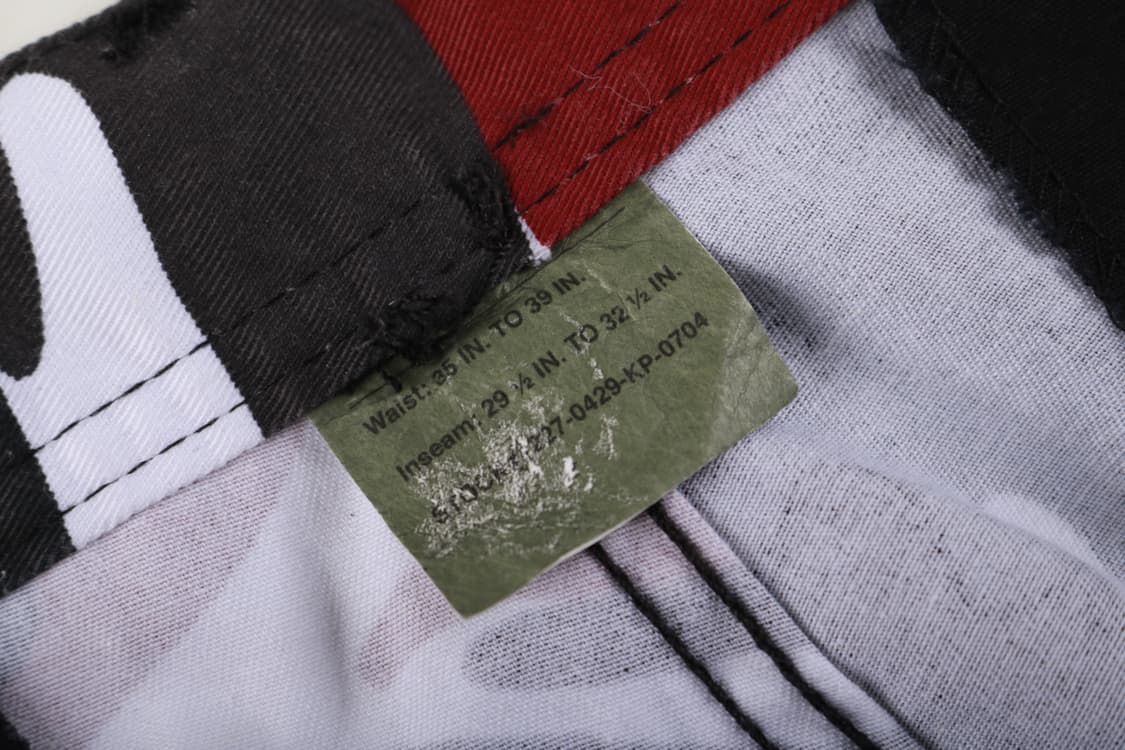 Waist: 35 IN. TO 39 IN.
Inseam: 29 ½ IN. TO 32 ½ IN.
STOCK# 227-0429-KP-0704